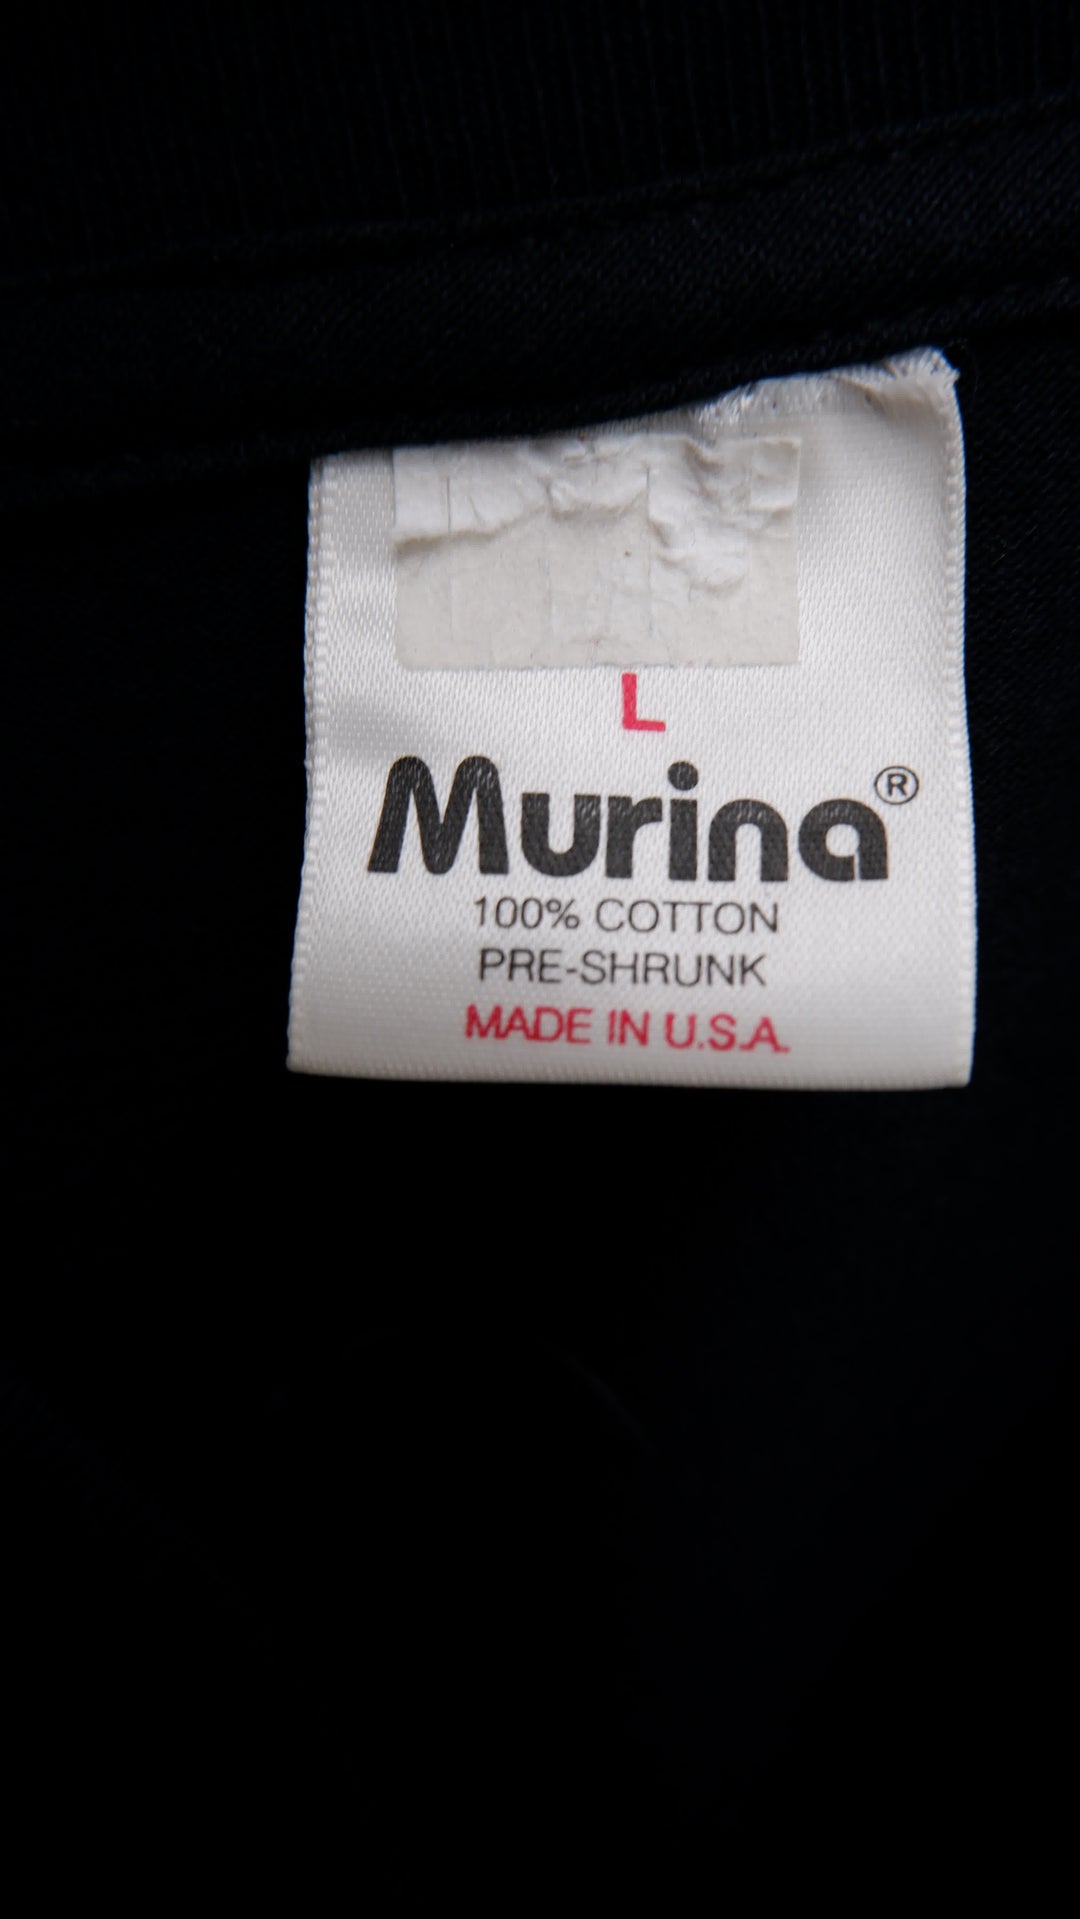 L
Murina®
100% COTTON
PRE-SHRUNK
MADE IN U.S.A.